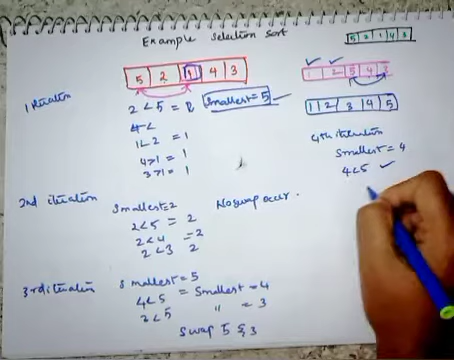 Example Selection Sort
5 2 1 4 3
5 2 1 4 3
1 2 5 4 3
1 2 3 4 5
1 iteration
2<5 = 2
smallest = 5
4<
1<2 = 1
4>1 = 1
3>1 = 1
4th iteration
smallest = 4
4<5 ✓
2nd iteration
smallest=2
No swap occur.
2<5 = 2
2<4 =2
2<3 2
3rd iteration
smallest = 5
4<5 = smallest = 4
2<5 " = 3
swap 5 & 3